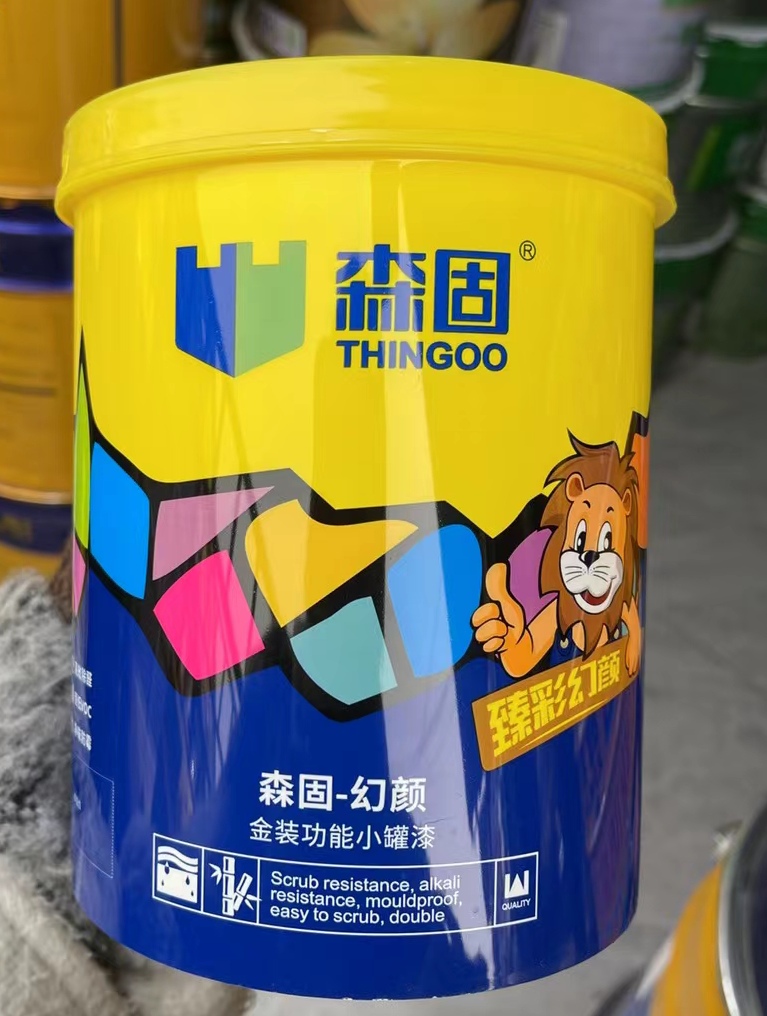 森固®
THINGOO
臻彩幻颜
森固-幻颜
金装功能小罐漆
Scrub resistance, alkali
resistance, mouldproof,
easy to scrub, double
QUALITY